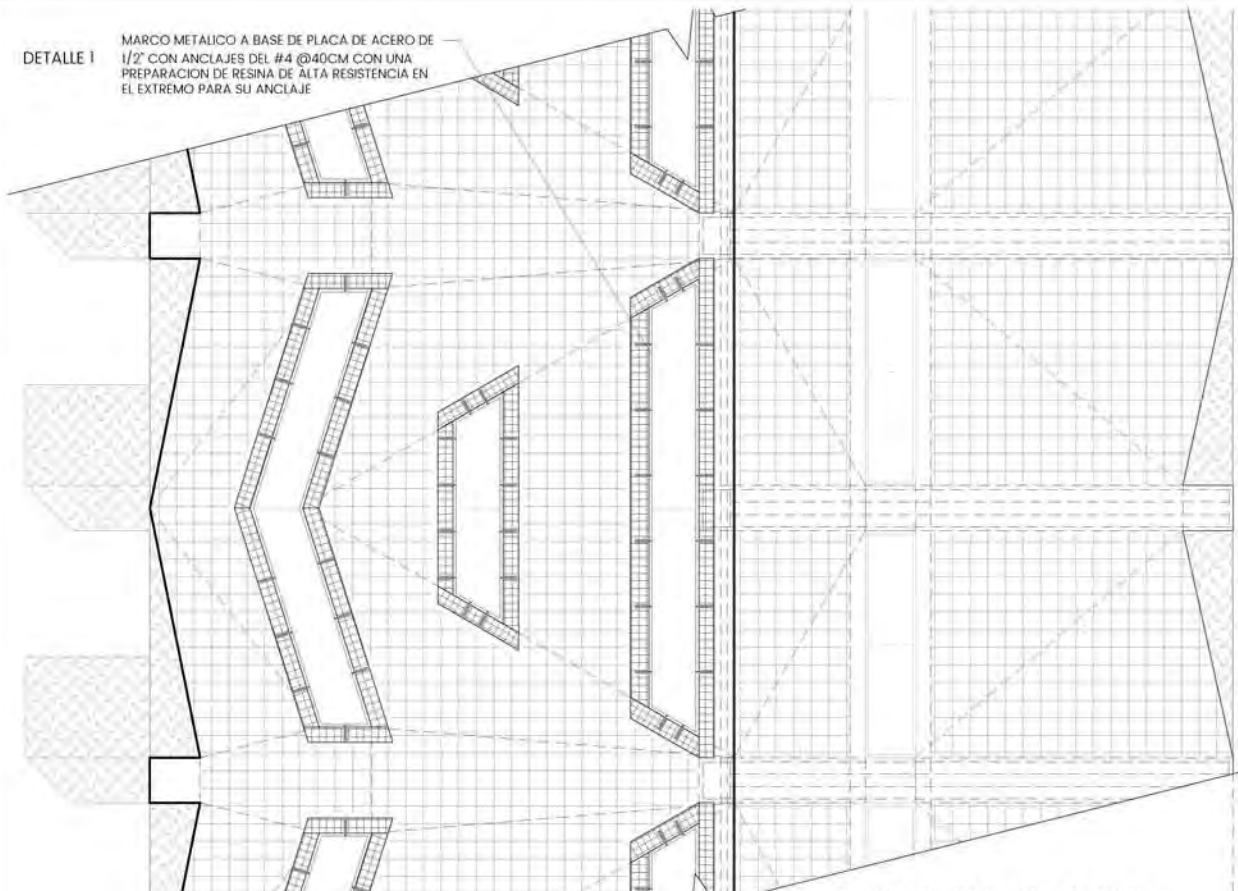 DETALLE 1
MARCO METALICO A BASE DE PLACA DE ACERO DE
1/2" CON ANCLAJES DEL #4 @40CM CON UNA
PREPARACION DE RESINA DE ALTA RESISTENCIA EN
EL EXTREMO PARA SU ANCLAJE